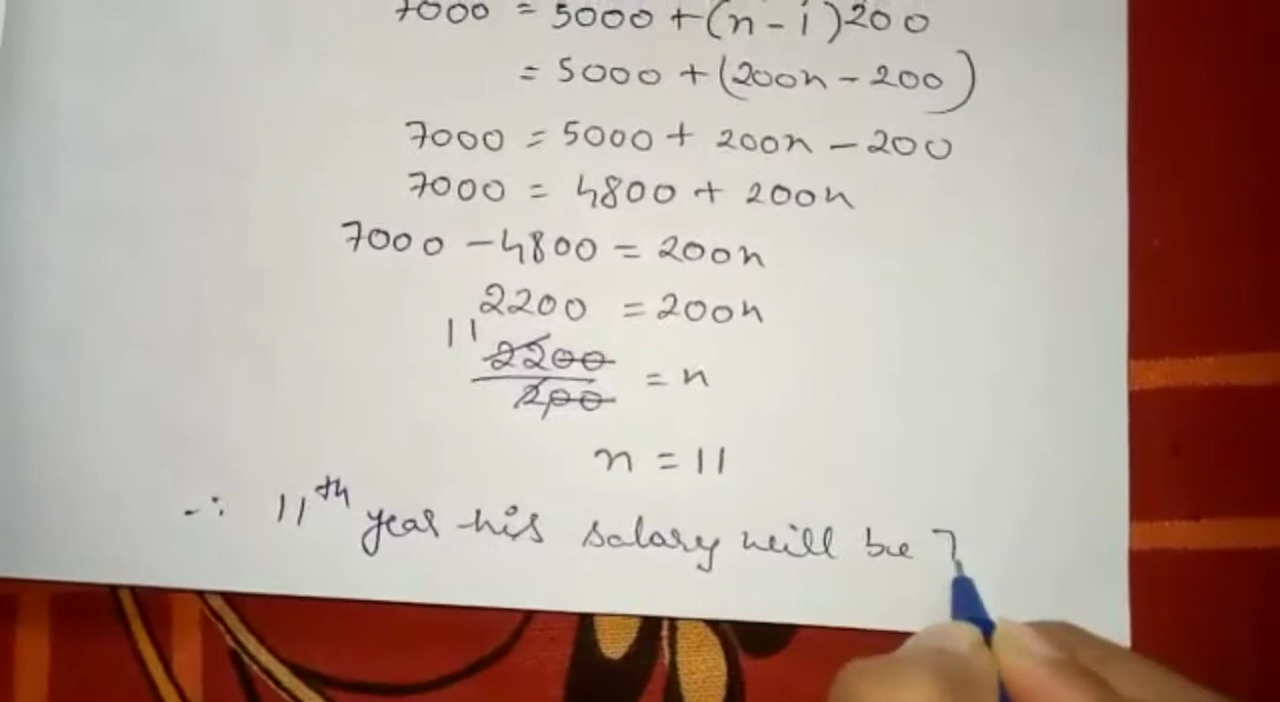 7000 = 5000 + (n - 1)200
= 5000 + (200n - 200)
7000 = 5000 + 200n - 200
7000 = 4800 + 200n
7000 - 4800 = 200n
2200 = 200n
11
2200
200
= n
n = 11
∴ 11th year his salary will be 7